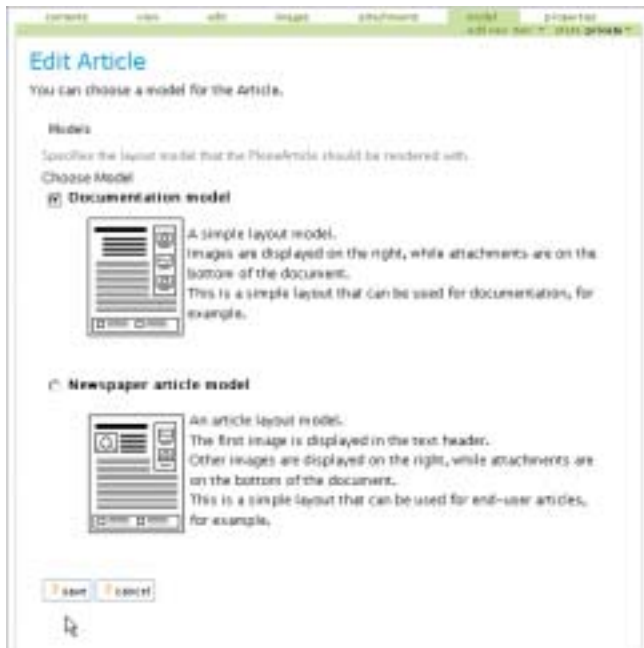 contents view edit images attachments model properties
add new item state: private
Edit Article
You can choose a model for the Article.
Models
Specifies the layout model that the PloneArticle should be rendered with.
Choose Model
Documentation model
A simple layout model.
Images are displayed on the right, while attachments are on the
bottom of the document.
This is a simple layout that can be used for documentation, for
example.
Newspaper article model
An article layout model.
The first image is displayed in the text header.
Other images are displayed on the right, while attachments are
on the bottom of the document.
This is a simple layout that can be used for end-user articles,
for example.
save cancel